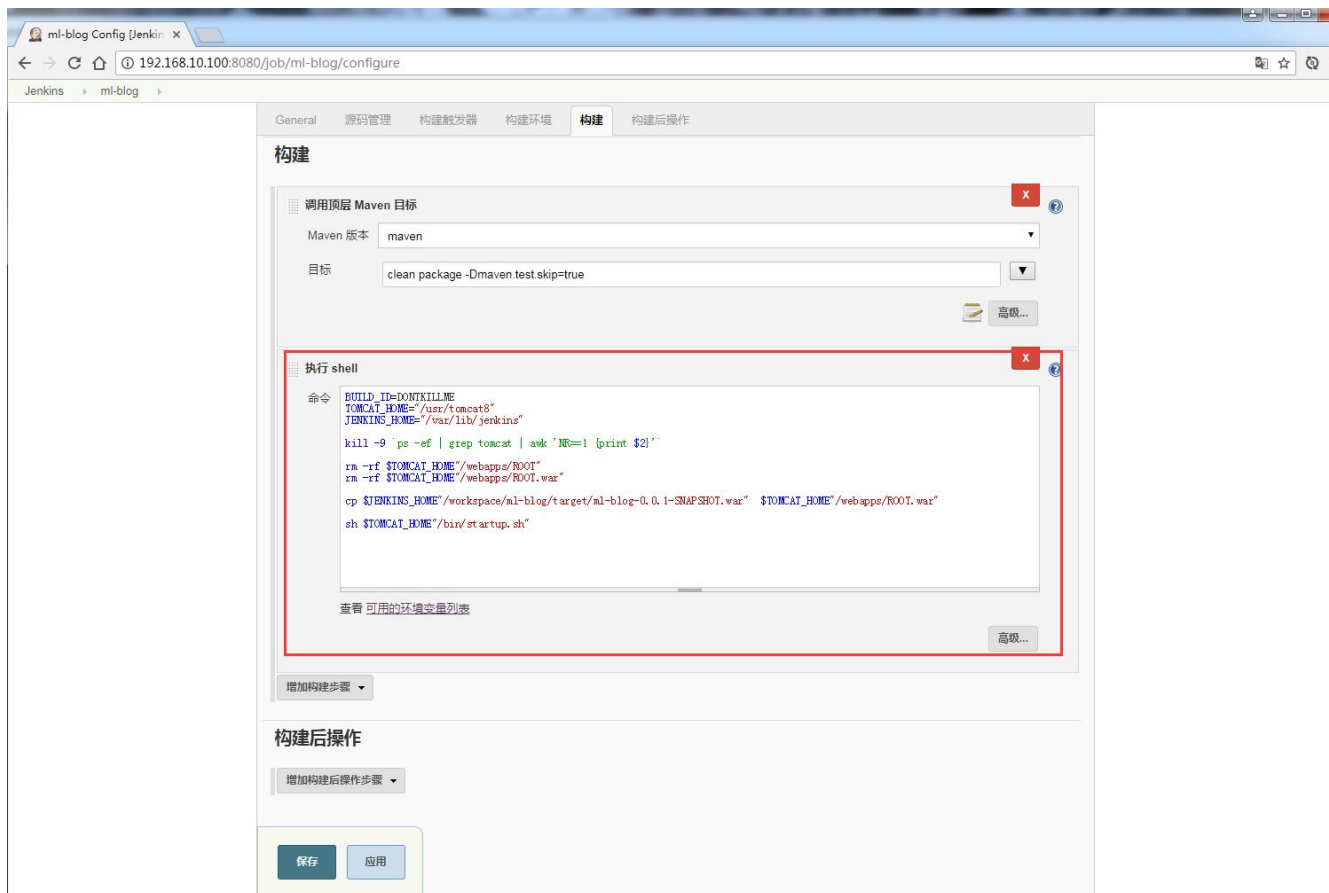 ml-blog Config [Jenkin
192.168.10.100:8080/job/ml-blog/configure
Jenkins ml-blog
General 源码管理 构建触发器 构建环境 构建 构建后操作
构建
X
调用顶层 Maven 目标
Maven 版本 maven
目标 clean package -Dmaven.test.skip=true
高级...
X
执行 shell
命令 BUILD_ID=DONTKILLME
TOMCAT_HOME="/usr/tomcat8"
JENKINS_HOME="/var/lib/jenkins"
kill -9 `ps -ef | grep tomcat | awk 'NR==1 {print $2}'`
rm -rf $TOMCAT_HOME"/webapps/ROOT"
rm -rf $TOMCAT_HOME"/webapps/ROOT.war"
cp $JENKINS_HOME"/workspace/ml-blog/target/ml-blog-0.0.1-SNAPSHOT.war" $TOMCAT_HOME"/webapps/ROOT.war"
sh $TOMCAT_HOME"/bin/startup.sh"
查看 可用的环境变量列表
高级...
增加构建步骤
构建后操作
增加构建后操作步骤
保存 应用